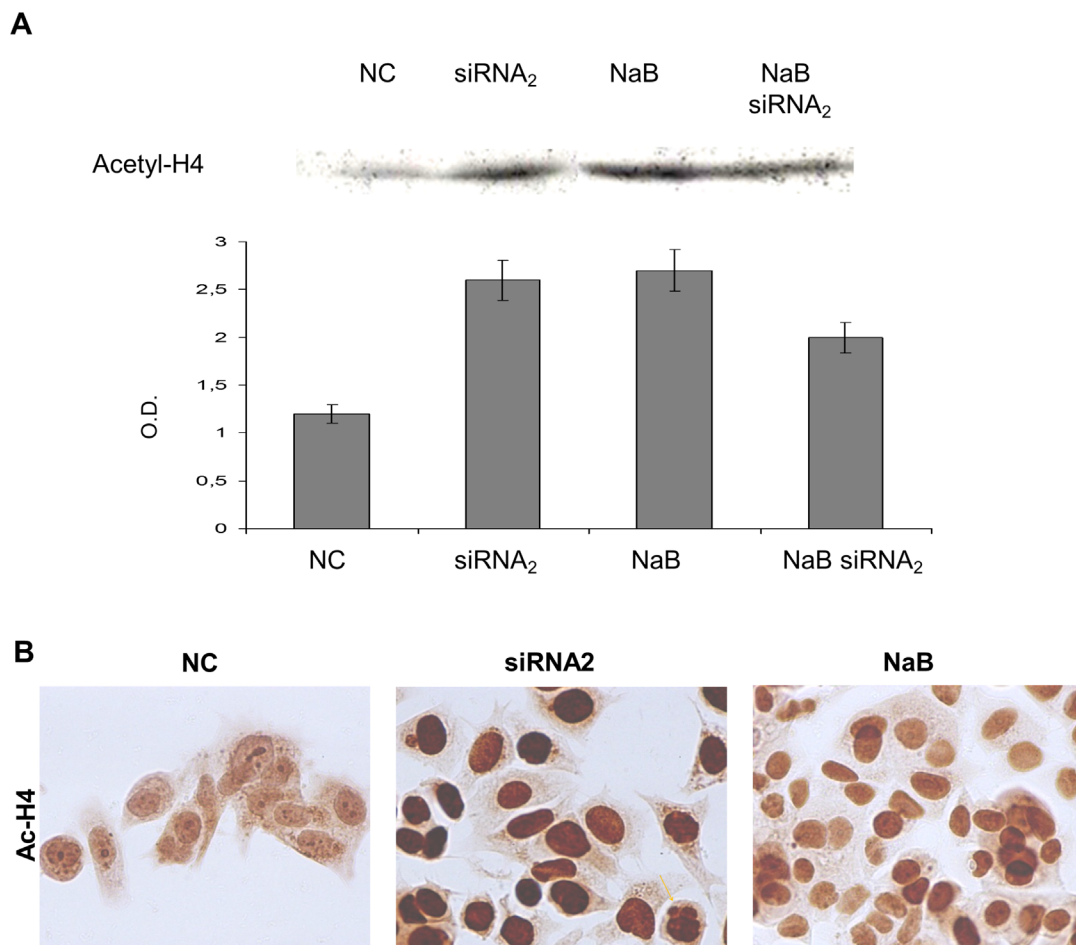 A
NC siRNA₂ NaB NaB
siRNA₂
Acetyl-H4
3
2,5
2
1,5
1
0,5
0
O.D.
NC siRNA₂ NaB NaB siRNA₂
B
NC siRNA2 NaB
Ac-H4